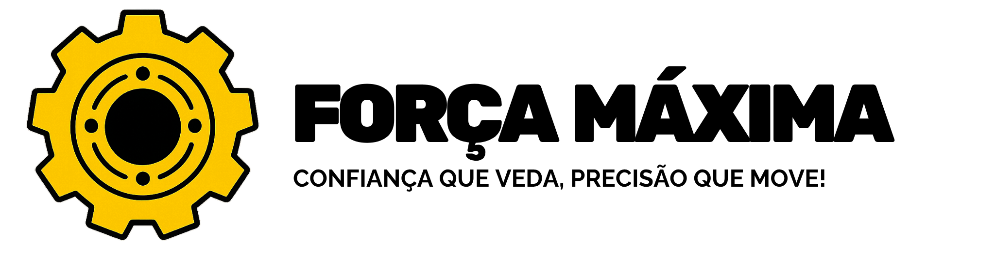 FORÇA MÁXIMA
CONFIANÇA QUE VEDA, PRECISÃO QUE MOVE!